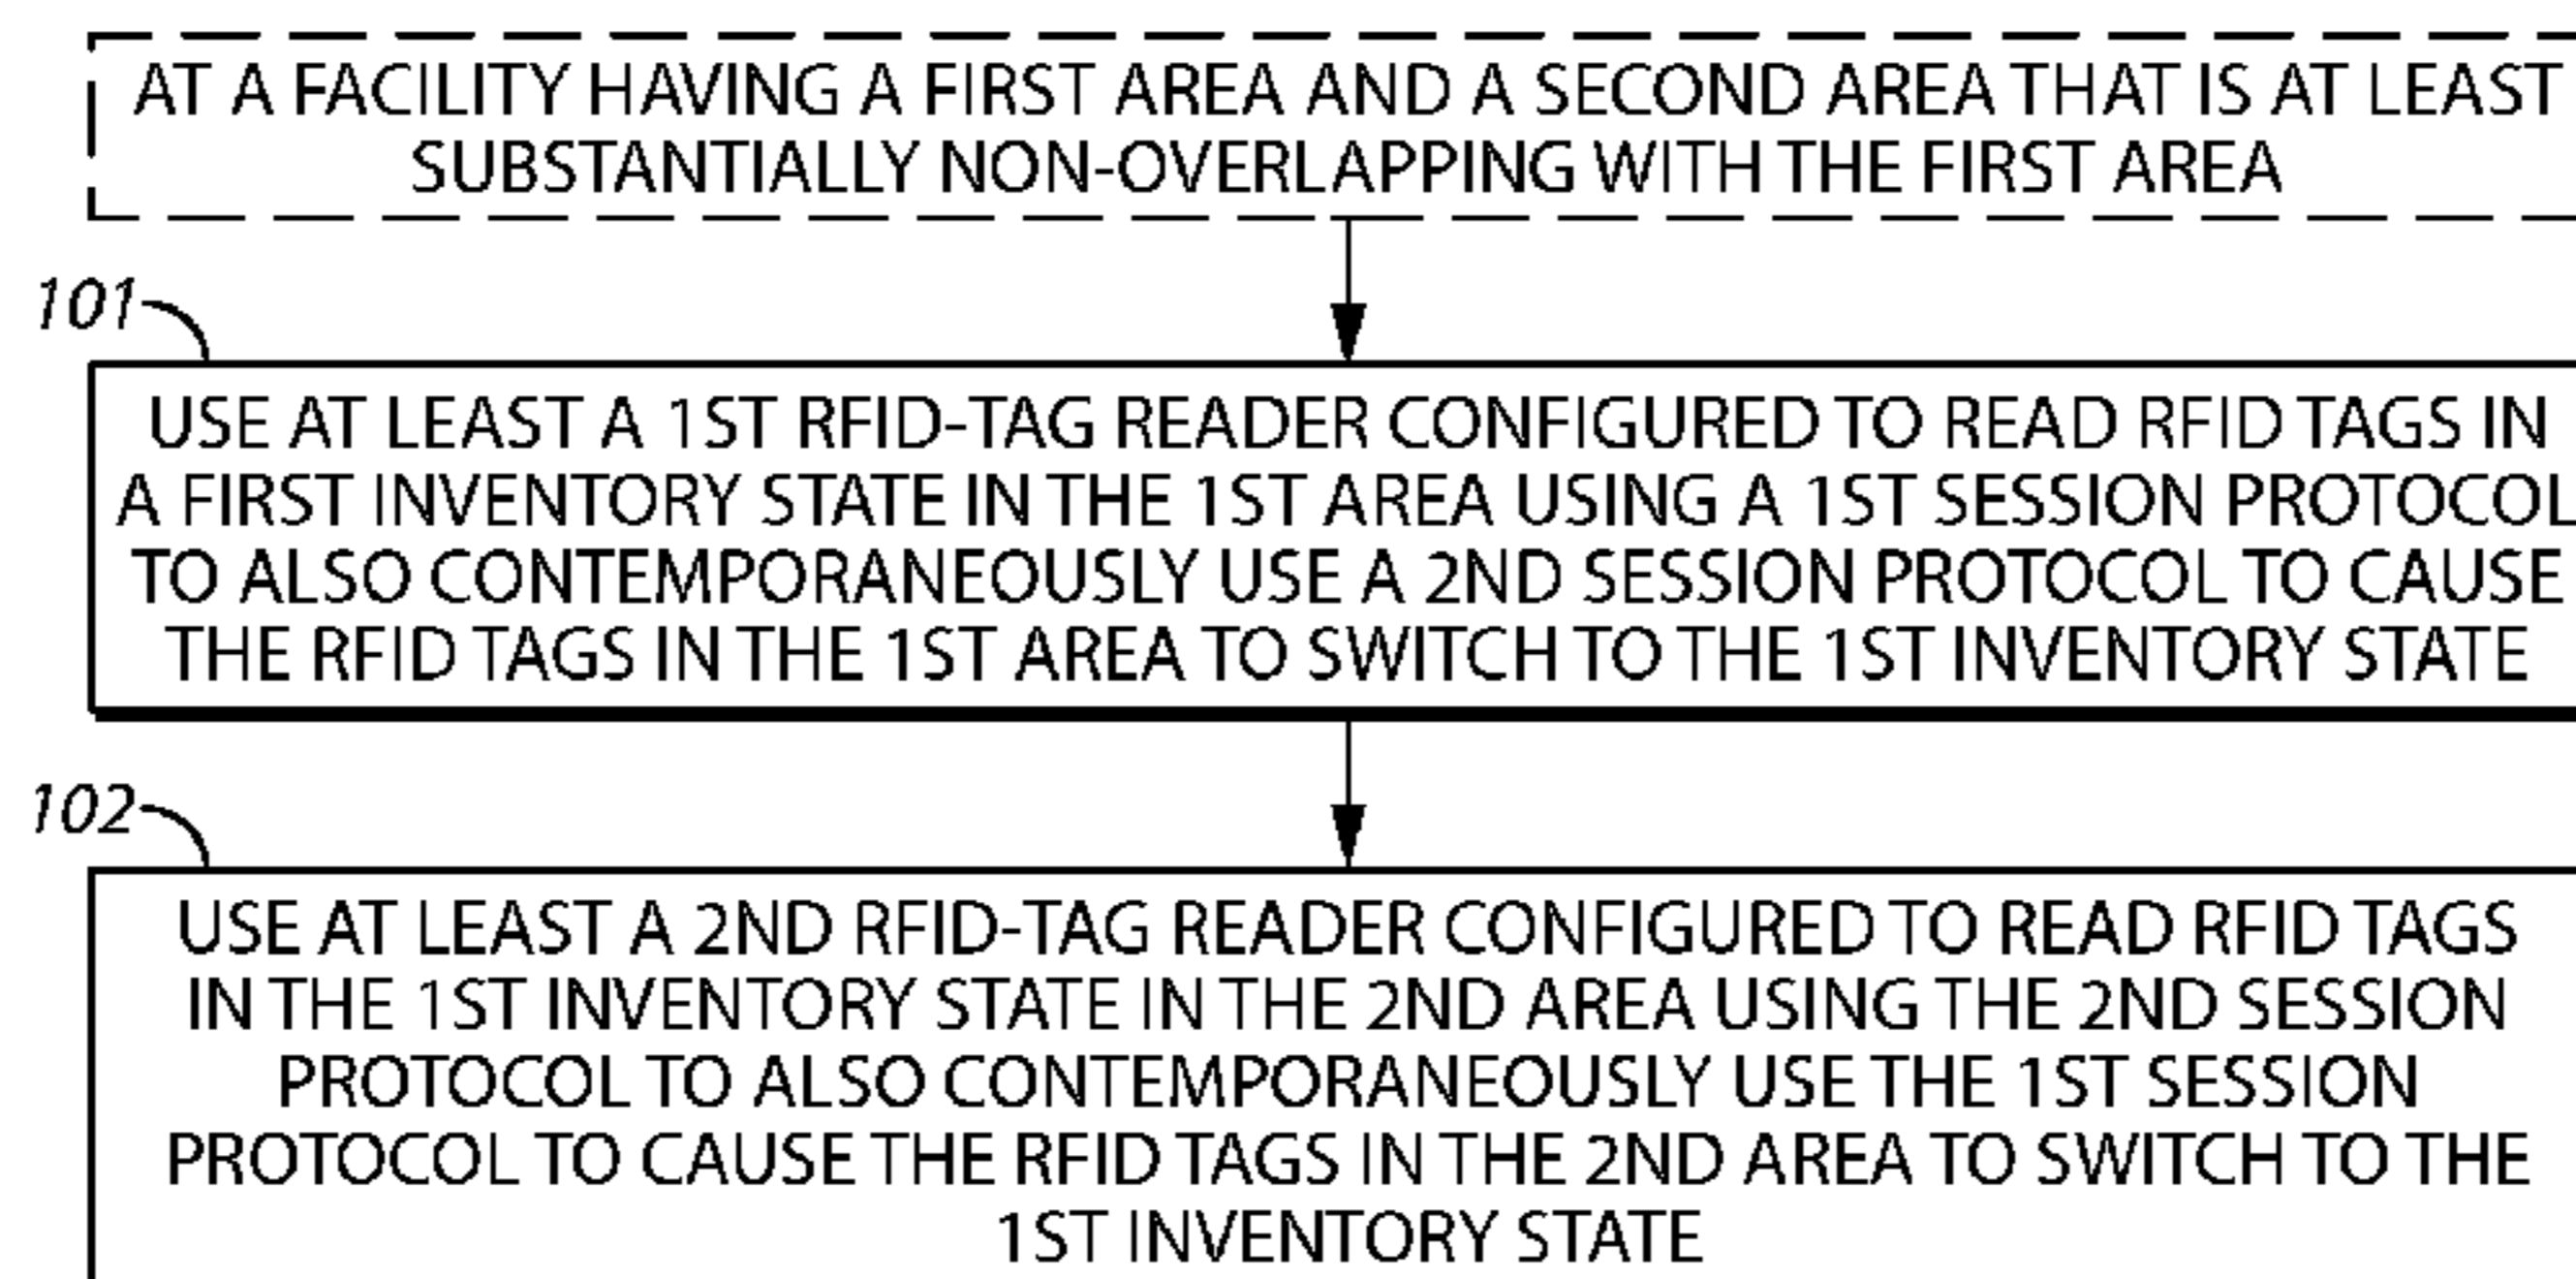 AT A FACILITY HAVING A FIRST AREA AND A SECOND AREA THAT IS AT LEAST
SUBSTANTIALLY NON-OVERLAPPING WITH THE FIRST AREA
101
USE AT LEAST A 1ST RFID-TAG READER CONFIGURED TO READ RFID TAGS IN
A FIRST INVENTORY STATE IN THE 1ST AREA USING A 1ST SESSION PROTOCOL
TO ALSO CONTEMPORANEOUSLY USE A 2ND SESSION PROTOCOL TO CAUSE
THE RFID TAGS IN THE 1ST AREA TO SWITCH TO THE 1ST INVENTORY STATE
102
USE AT LEAST A 2ND RFID-TAG READER CONFIGURED TO READ RFID TAGS
IN THE 1ST INVENTORY STATE IN THE 2ND AREA USING THE 2ND SESSION
PROTOCOL TO ALSO CONTEMPORANEOUSLY USE THE 1ST SESSION
PROTOCOL TO CAUSE THE RFID TAGS IN THE 2ND AREA TO SWITCH TO THE
1ST INVENTORY STATE